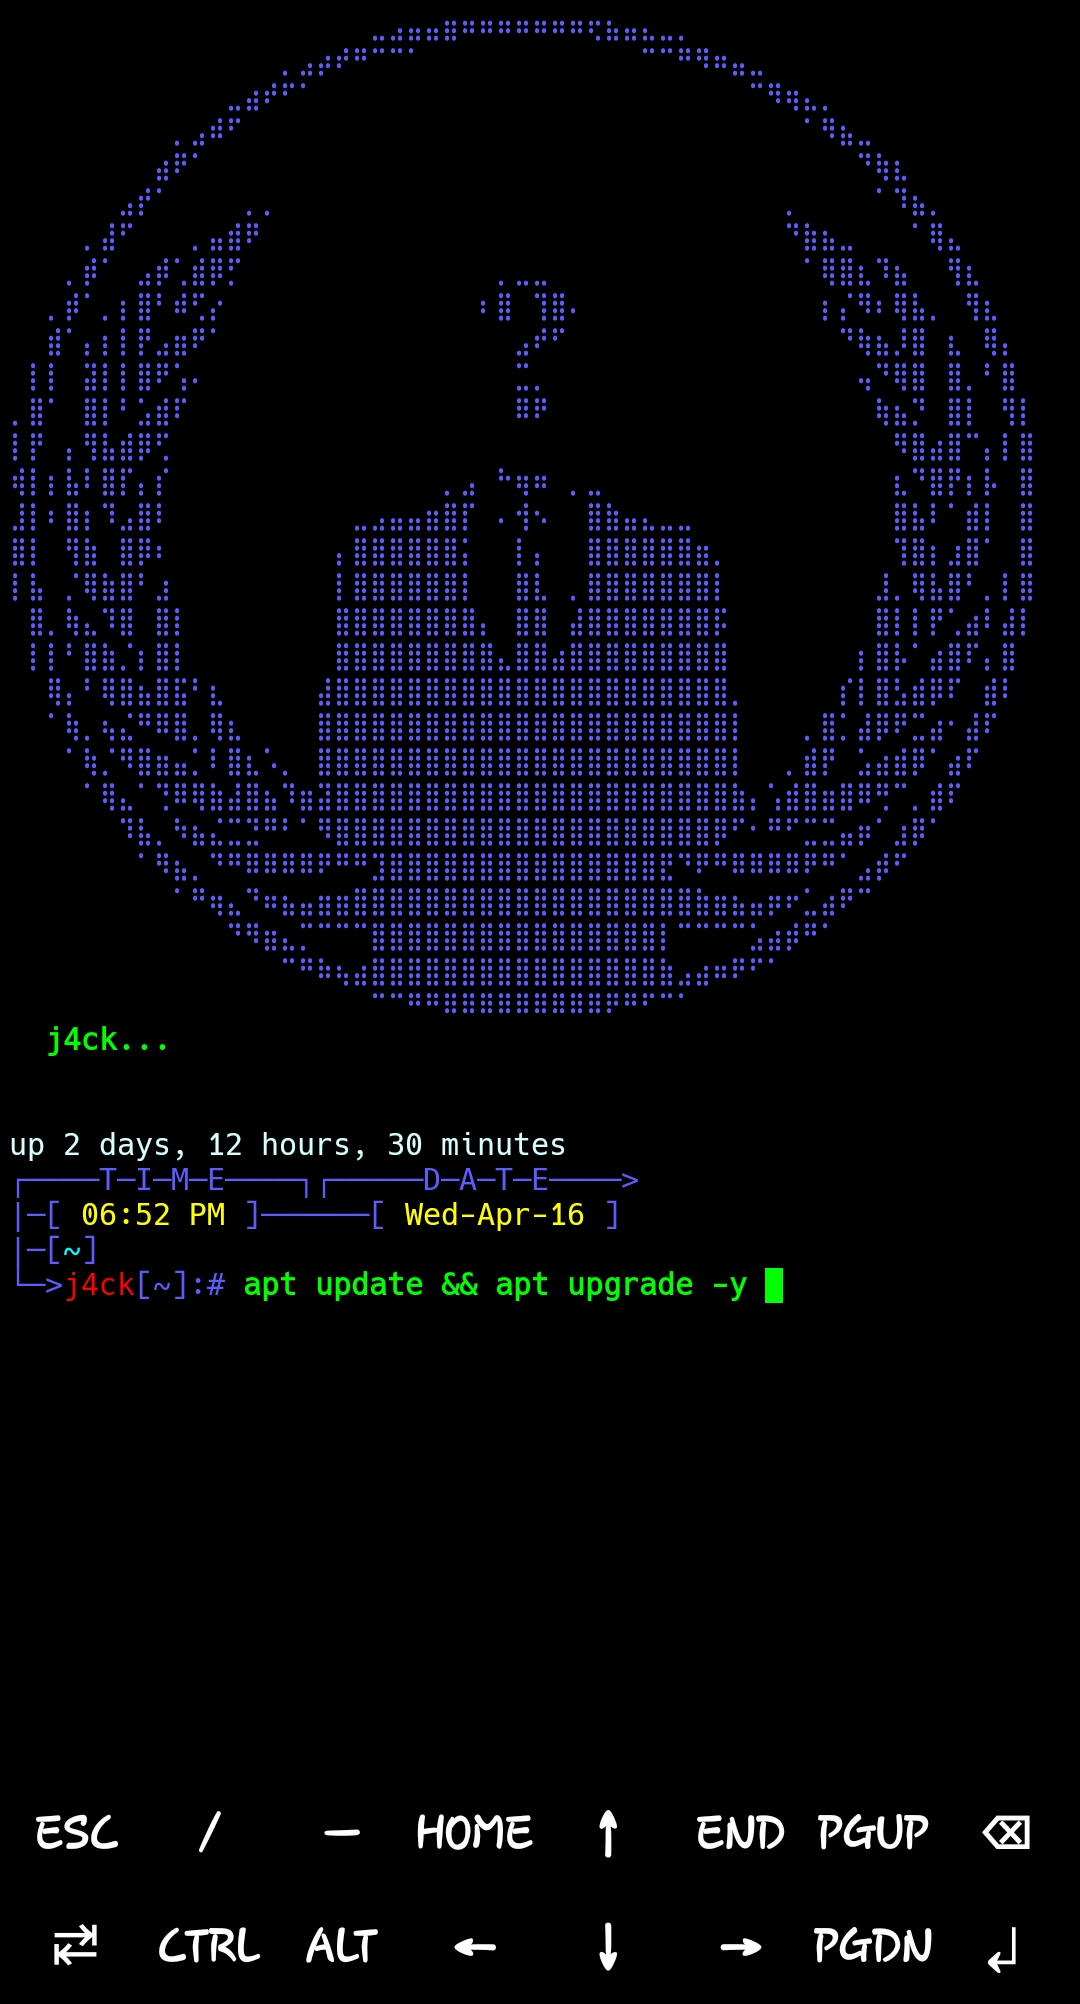 ?
j4ck...
up 2 days, 12 hours, 30 minutes
┌─────T─I─M─E─────┐┌──────D─A─T─E─────>
|─[ 06:52 PM ]──────[ Wed-Apr-16 ]
|─[~]
└─>j4ck[~]:# apt update && apt upgrade -y
ESC / — HOME ↑ END PGUP ⌫
↹ CTRL ALT ← ↓ → PGDN ↲